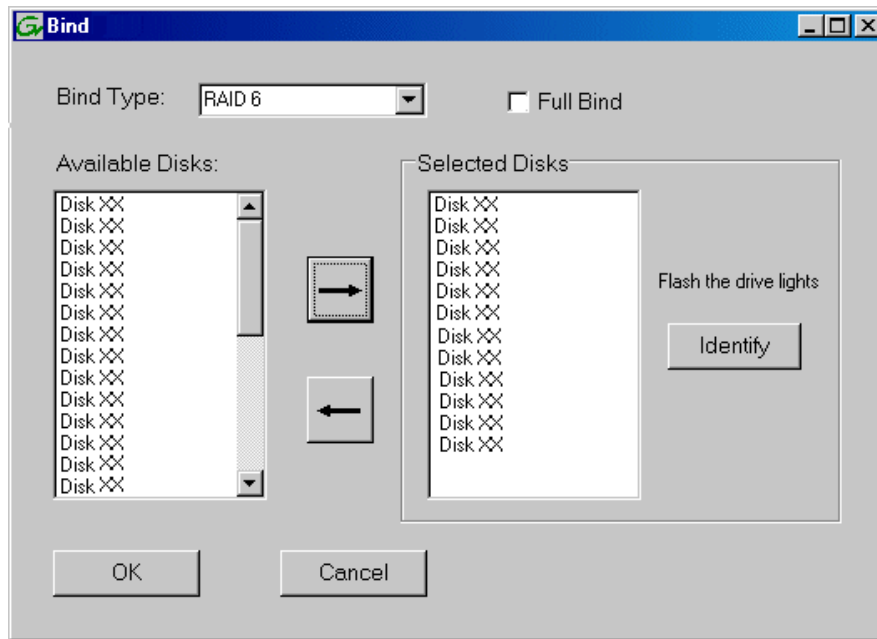 Bind
Bind Type: RAID 6 Full Bind
Available Disks:
Disk XX
Disk XX
Disk XX
Disk XX
Disk XX
Disk XX
Disk XX
Disk XX
Disk XX
Disk XX
Disk XX
Disk XX
Disk XX
Disk XX
Selected Disks
Disk XX
Disk XX
Disk XX
Disk XX
Disk XX
Disk XX
Disk XX
Disk XX
Disk XX
Disk XX
Disk XX
Disk XX
Flash the drive lights
Identify
OK Cancel